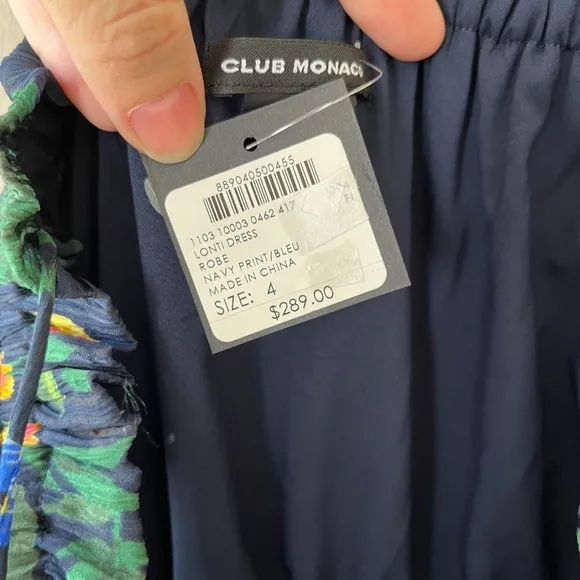 CLUB MONACO
889040500455
1103 10003 0462 417
LONTI DRESS
ROBE
NAVY PRINT/BLEU
MADE IN CHINA
SIZE: 4
$289.00